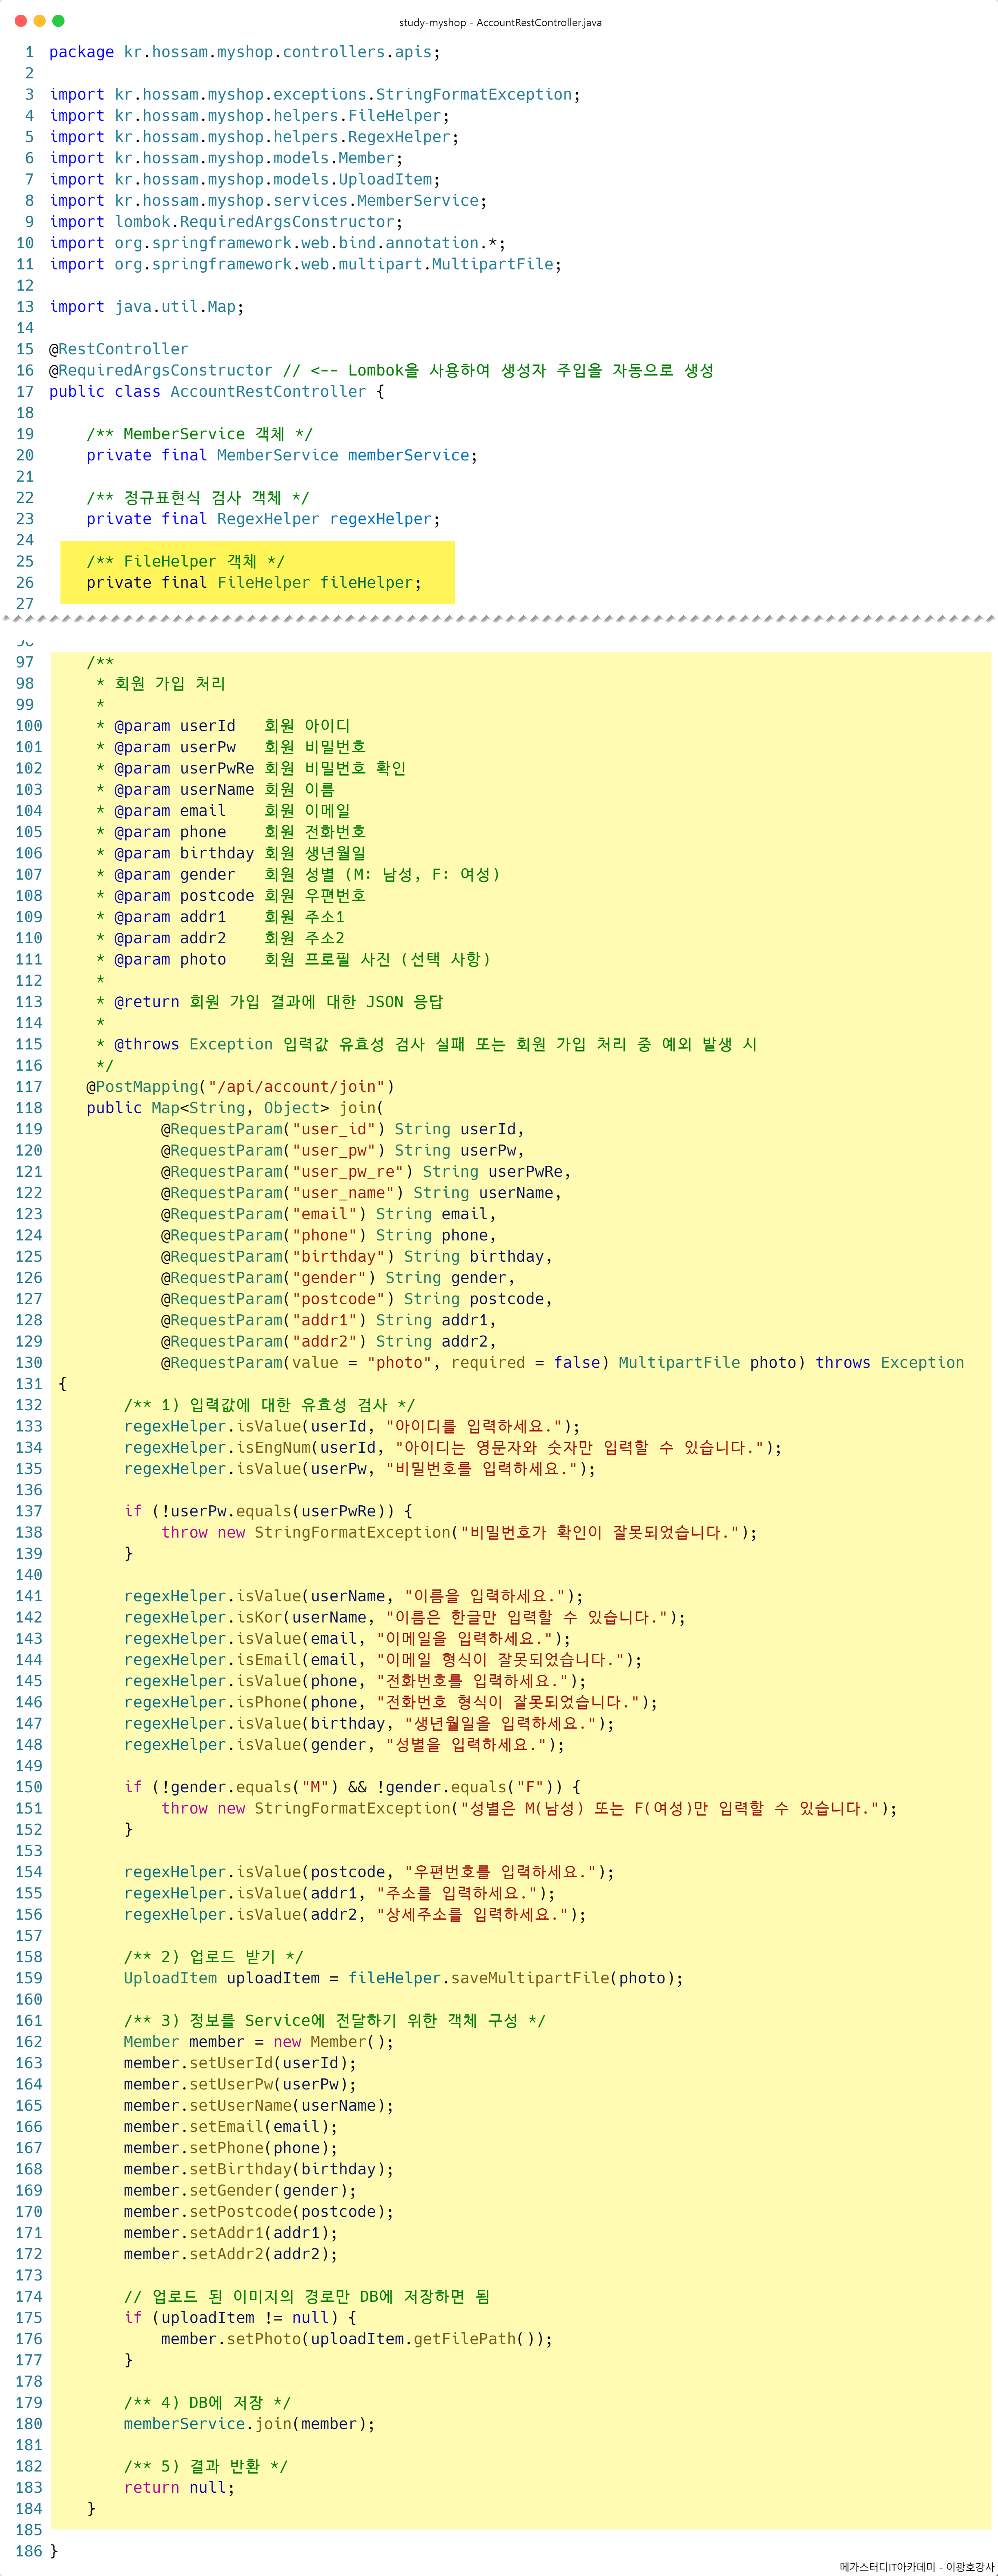 study-myshop - AccountRestController.java
1 package kr.hossam.myshop.controllers.apis;
2
3 import kr.hossam.myshop.exceptions.StringFormatException;
4 import kr.hossam.myshop.helpers.FileHelper;
5 import kr.hossam.myshop.helpers.RegexHelper;
6 import kr.hossam.myshop.models.Member;
7 import kr.hossam.myshop.models.UploadItem;
8 import kr.hossam.myshop.services.MemberService;
9 import lombok.RequiredArgsConstructor;
10 import org.springframework.web.bind.annotation.*;
11 import org.springframework.web.multipart.MultipartFile;
12
13 import java.util.Map;
14
15 @RestController
16 @RequiredArgsConstructor // <-- Lombok을 사용하여 생성자 주입을 자동으로 생성
17 public class AccountRestController {
18
19     /** MemberService 객체 */
20     private final MemberService memberService;
21
22     /** 정규표현식 검사 객체 */
23     private final RegexHelper regexHelper;
24
25     /** FileHelper 객체 */
26     private final FileHelper fileHelper;
27
97     /**
98      * 회원 가입 처리
99      *
100      * @param userId   회원 아이디
101      * @param userPw   회원 비밀번호
102      * @param userPwRe 회원 비밀번호 확인
103      * @param userName 회원 이름
104      * @param email    회원 이메일
105      * @param phone    회원 전화번호
106      * @param birthday 회원 생년월일
107      * @param gender   회원 성별 (M: 남성, F: 여성)
108      * @param postcode 회원 우편번호
109      * @param addr1    회원 주소1
110      * @param addr2    회원 주소2
111      * @param photo    회원 프로필 사진 (선택 사항)
112      *
113      * @return 회원 가입 결과에 대한 JSON 응답
114      *
115      * @throws Exception 입력값 유효성 검사 실패 또는 회원 가입 처리 중 예외 발생 시
116      */
117     @PostMapping("/api/account/join")
118     public Map<String, Object> join(
119             @RequestParam("user_id") String userId,
120             @RequestParam("user_pw") String userPw,
121             @RequestParam("user_pw_re") String userPwRe,
122             @RequestParam("user_name") String userName,
123             @RequestParam("email") String email,
124             @RequestParam("phone") String phone,
125             @RequestParam("birthday") String birthday,
126             @RequestParam("gender") String gender,
127             @RequestParam("postcode") String postcode,
128             @RequestParam("addr1") String addr1,
129             @RequestParam("addr2") String addr2,
130             @RequestParam(value = "photo", required = false) MultipartFile photo) throws Exception
131  {
132         /** 1) 입력값에 대한 유효성 검사 */
133         regexHelper.isValue(userId, "아이디를 입력하세요.");
134         regexHelper.isEngNum(userId, "아이디는 영문자와 숫자만 입력할 수 있습니다.");
135         regexHelper.isValue(userPw, "비밀번호를 입력하세요.");
136
137         if (!userPw.equals(userPwRe)) {
138             throw new StringFormatException("비밀번호가 확인이 잘못되었습니다.");
139         }
140
141         regexHelper.isValue(userName, "이름을 입력하세요.");
142         regexHelper.isKor(userName, "이름은 한글만 입력할 수 있습니다.");
143         regexHelper.isValue(email, "이메일을 입력하세요.");
144         regexHelper.isEmail(email, "이메일 형식이 잘못되었습니다.");
145         regexHelper.isValue(phone, "전화번호를 입력하세요.");
146         regexHelper.isPhone(phone, "전화번호 형식이 잘못되었습니다.");
147         regexHelper.isValue(birthday, "생년월일을 입력하세요.");
148         regexHelper.isValue(gender, "성별을 입력하세요.");
149
150         if (!gender.equals("M") && !gender.equals("F")) {
151             throw new StringFormatException("성별은 M(남성) 또는 F(여성)만 입력할 수 있습니다.");
152         }
153
154         regexHelper.isValue(postcode, "우편번호를 입력하세요.");
155         regexHelper.isValue(addr1, "주소를 입력하세요.");
156         regexHelper.isValue(addr2, "상세주소를 입력하세요.");
157
158         /** 2) 업로드 받기 */
159         UploadItem uploadItem = fileHelper.saveMultipartFile(photo);
160
161         /** 3) 정보를 Service에 전달하기 위한 객체 구성 */
162         Member member = new Member();
163         member.setUserId(userId);
164         member.setUserPw(userPw);
165         member.setUserName(userName);
166         member.setEmail(email);
167         member.setPhone(phone);
168         member.setBirthday(birthday);
169         member.setGender(gender);
170         member.setPostcode(postcode);
171         member.setAddr1(addr1);
172         member.setAddr2(addr2);
173
174         // 업로드 된 이미지의 경로만 DB에 저장하면 됨
175         if (uploadItem != null) {
176             member.setPhoto(uploadItem.getFilePath());
177         }
178
179         /** 4) DB에 저장 */
180         memberService.join(member);
181
182         /** 5) 결과 반환 */
183         return null;
184     }
185
186 }
메가스터디IT아카데미 - 이광호강사